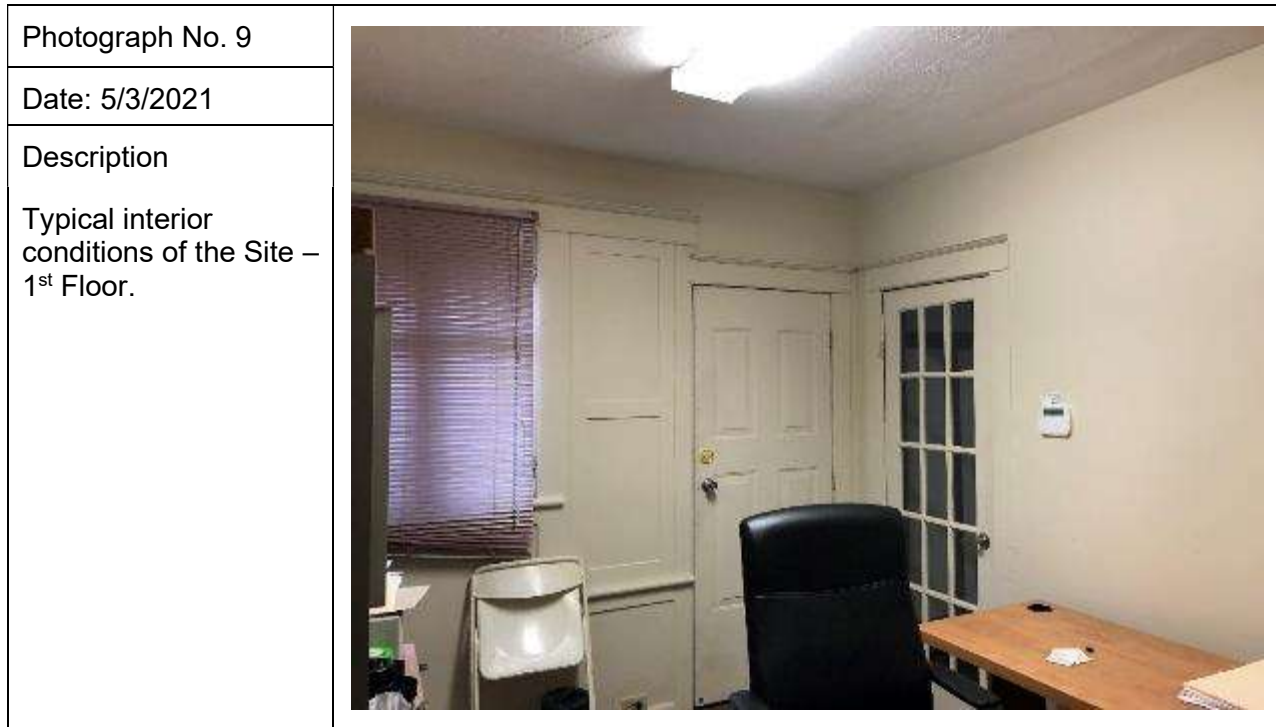 Photograph No. 9
Date: 5/3/2021
Description
Typical interior
conditions of the Site –
1st Floor.